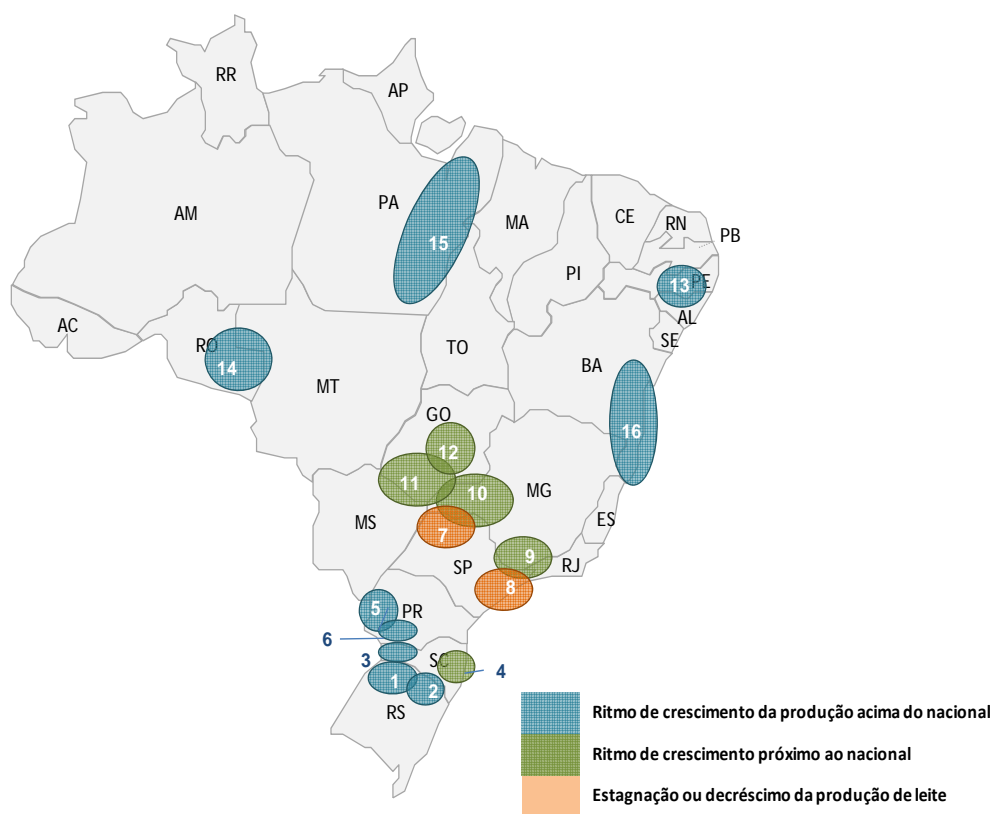 RR
AP
AM
PA
15
MA
CE
RN
PB
PI
13
PE
AL
SE
AC
RO
14
TO
BA
MT
GO
16
12
11
10
MG
MS
7
ES
9
SP
RJ
8
5
PR
6
3
SC
4
1
2
RS
Ritmo de crescimento da produção acima do nacional
Ritmo de crescimento próximo ao nacional
Estagnação ou decréscimo da produção de leite